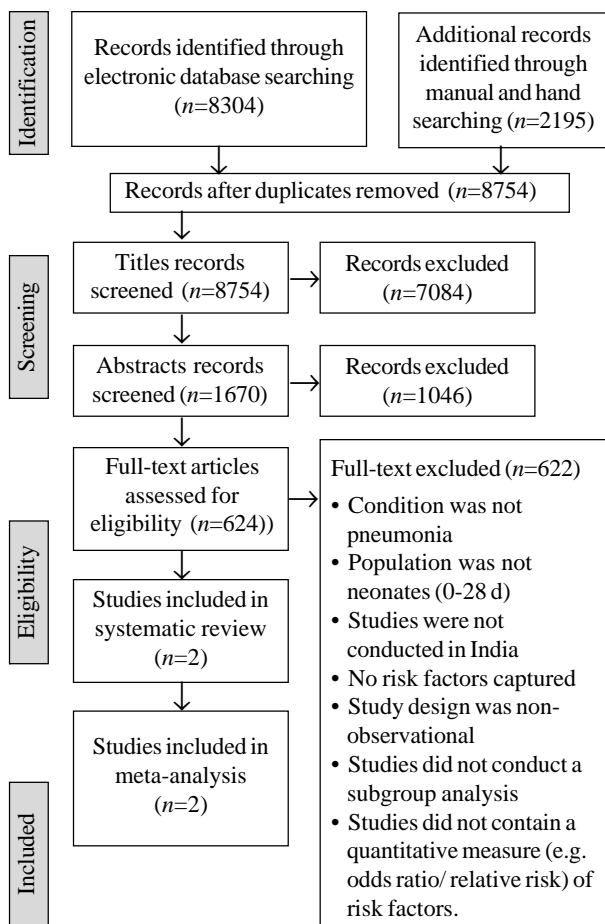 Identification
Records identified through
electronic database searching
(n=8304)
Additional records
identified through
manual and hand
searching (n=2195)
Records after duplicates removed (n=8754)
Screening
Titles records
screened (n=8754)
Records excluded
(n=7084)
Abstracts records
screened (n=1670)
Records excluded
(n=1046)
Eligibility
Full-text articles
assessed for
eligibility (n=624))
Full-text excluded (n=622)
• Condition was not
pneumonia
• Population was not
neonates (0-28 d)
• Studies were not
conducted in India
• No risk factors captured
• Study design was non-
observational
• Studies did not conduct a
subgroup analysis
• Studies did not contain a
quantitative measure (e.g.
odds ratio/ relative risk) of
risk factors.
Studies included in
systematic review
(n=2)
Included
Studies included in
meta-analysis
(n=2)